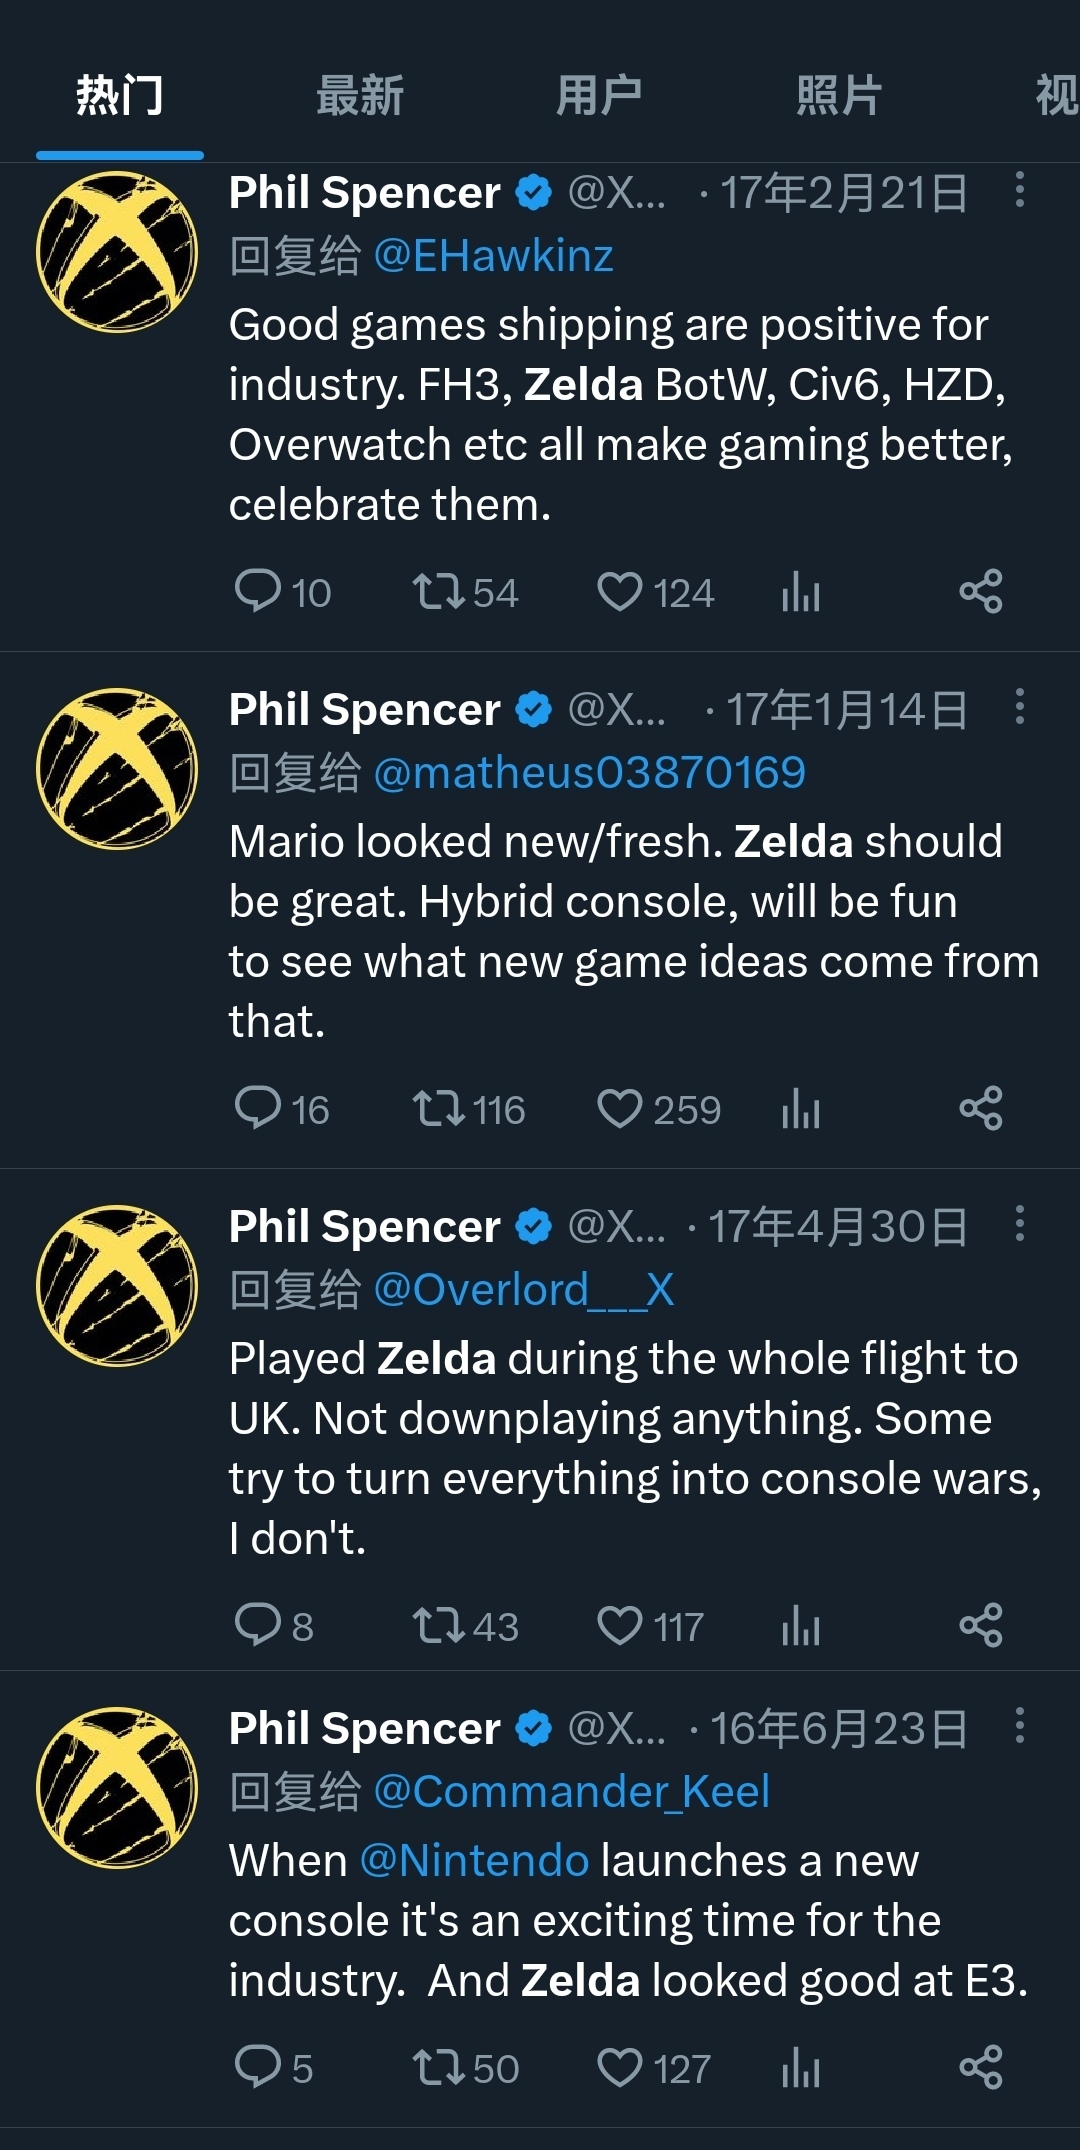 热门 最新 用户 照片 视
Phil Spencer @X... · 17年2月21日
回复给 @EHawkinz
Good games shipping are positive for
industry. FH3, Zelda BotW, Civ6, HZD,
Overwatch etc all make gaming better,
celebrate them.
10 54 124
Phil Spencer @X... · 17年1月14日
回复给 @matheus03870169
Mario looked new/fresh. Zelda should
be great. Hybrid console, will be fun
to see what new game ideas come from
that.
16 116 259
Phil Spencer @X... · 17年4月30日
回复给 @Overlord___X
Played Zelda during the whole flight to
UK. Not downplaying anything. Some
try to turn everything into console wars,
I don't.
8 43 117
Phil Spencer @X... · 16年6月23日
回复给 @Commander_Keel
When @Nintendo launches a new
console it's an exciting time for the
industry.  And Zelda looked good at E3.
5 50 127